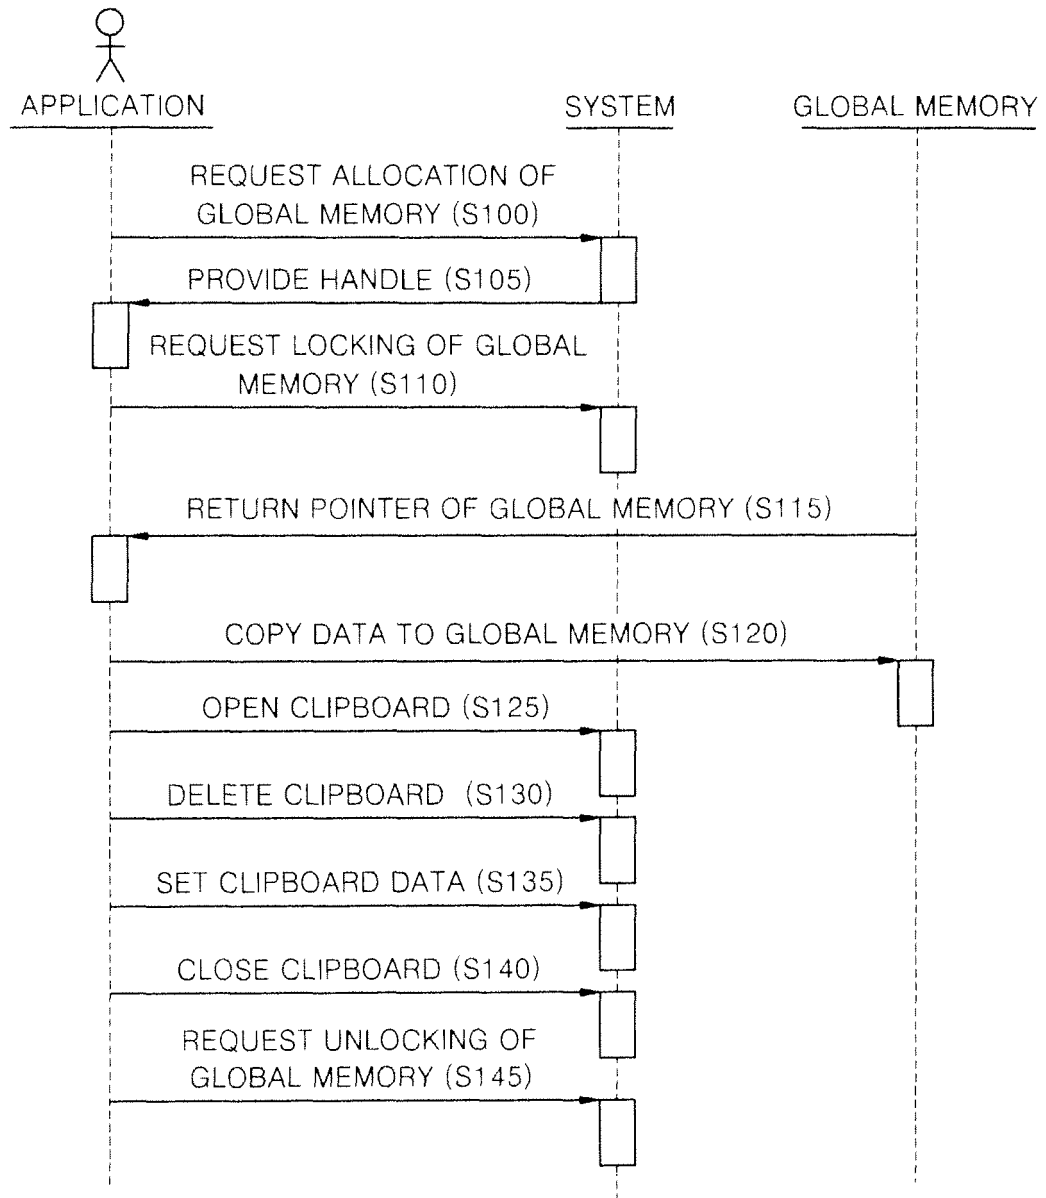 APPLICATION
SYSTEM
GLOBAL MEMORY
REQUEST ALLOCATION OF
GLOBAL MEMORY (S100)
PROVIDE HANDLE (S105)
REQUEST LOCKING OF GLOBAL
MEMORY (S110)
RETURN POINTER OF GLOBAL MEMORY (S115)
COPY DATA TO GLOBAL MEMORY (S120)
OPEN CLIPBOARD (S125)
DELETE CLIPBOARD (S130)
SET CLIPBOARD DATA (S135)
CLOSE CLIPBOARD (S140)
REQUEST UNLOCKING OF
GLOBAL MEMORY (S145)